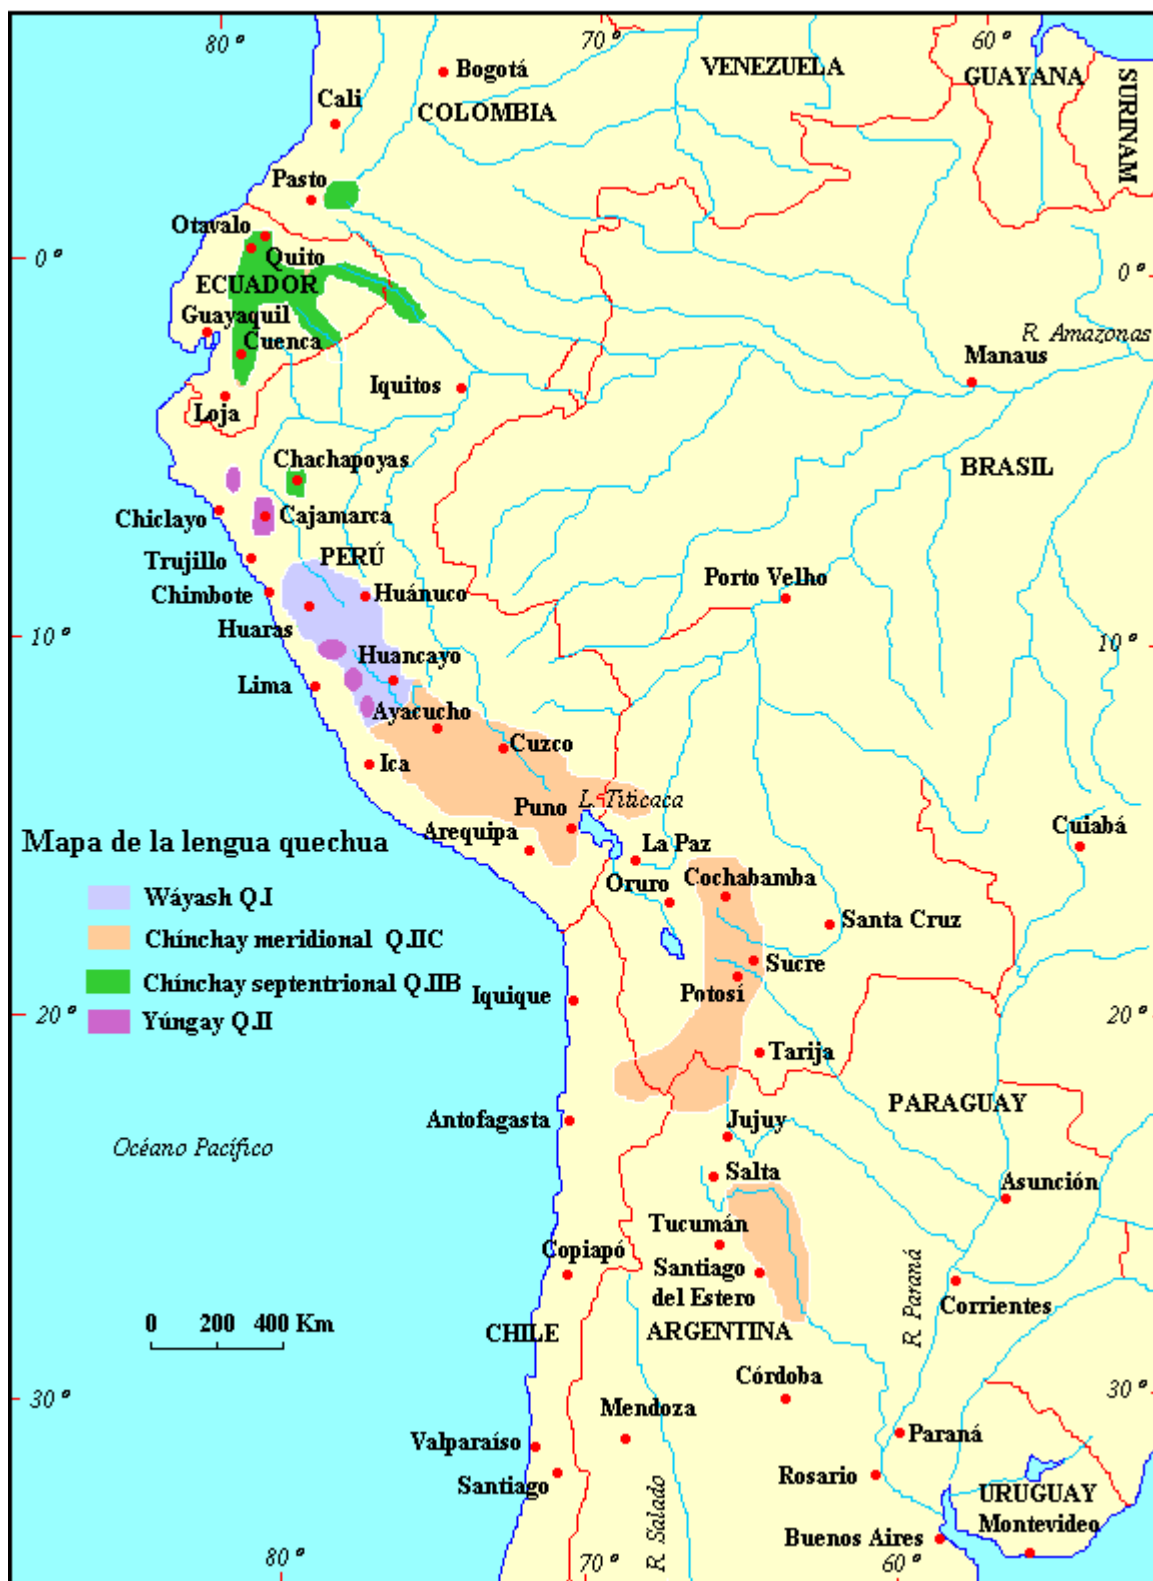 80 º
70 º
60 º
Bogotá
VENEZUELA
GUAYANA
SURINAM
Cali
COLOMBIA
Pasto
Otavalo
Quito
0 º
0 º
ECUADOR
Guayaquil
Cuenca
R. Amazonas
Manaus
Iquitos
Loja
Chachapoyas
BRASIL
Chiclayo
Cajamarca
Trujillo
PERÚ
Chimbote
Huánuco
Porto Velho
Huaras
10 º
10 º
Huancayo
Lima
Ayacucho
Cuzco
Ica
L. Titicaca
Puno
Arequipa
Cuiabá
Mapa de la lengua quechua
La Paz
Oruro
Cochabamba
Wáyash Q.I
Santa Cruz
Chínchay meridional Q.IIC
Sucre
Chínchay septentrional Q.IIB
Potosí
Iquique
Yúngay Q.II
20 º
20 º
Tarija
PARAGUAY
Antofagasta
Jujuy
Océano Pacífico
Salta
Asunción
Tucumán
Copiapó
Santiago
del Estero
R. Paraná
Corrientes
0 200 400 Km
CHILE
ARGENTINA
Córdoba
30 º
30 º
Mendoza
Valparaíso
Paraná
Santiago
Rosario
R. Salado
URUGUAY
Montevideo
Buenos Aires
80 º
70 º
60 º